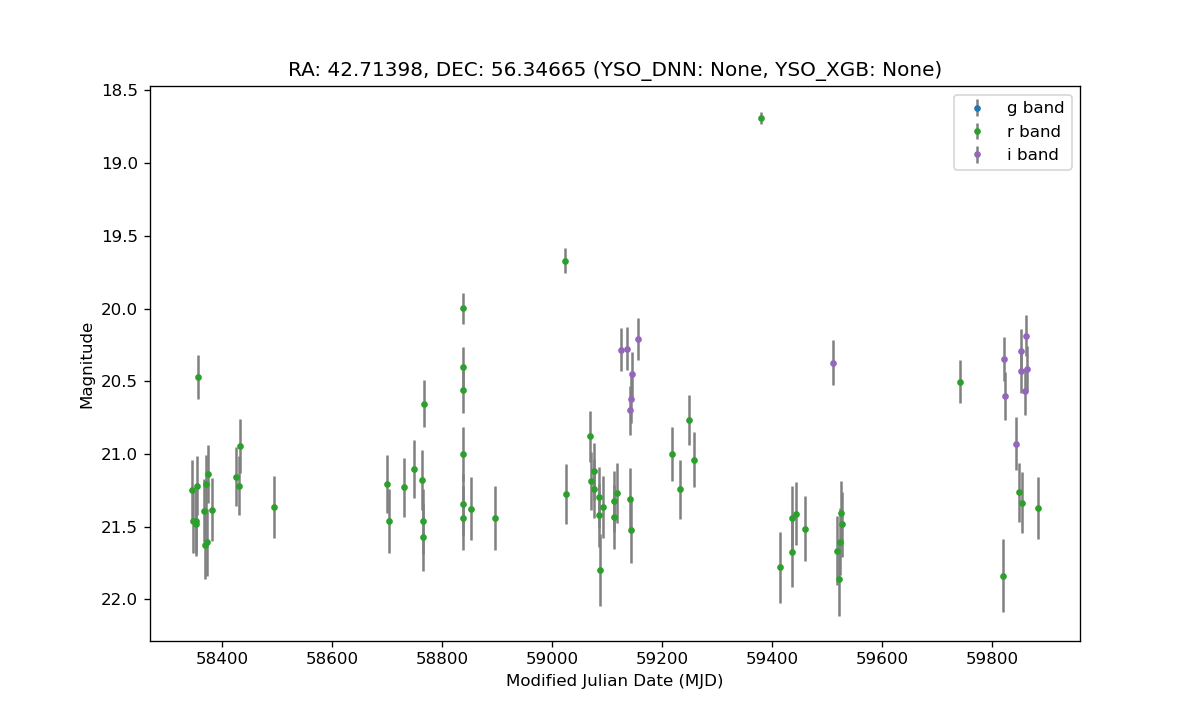 RA: 42.71398, DEC: 56.34665 (YSO_DNN: None, YSO_XGB: None)
g band
r band
i band
Magnitude
18.5
19.0
19.5
20.0
20.5
21.0
21.5
22.0
58400 58600 58800 59000 59200 59400 59600 59800
Modified Julian Date (MJD)